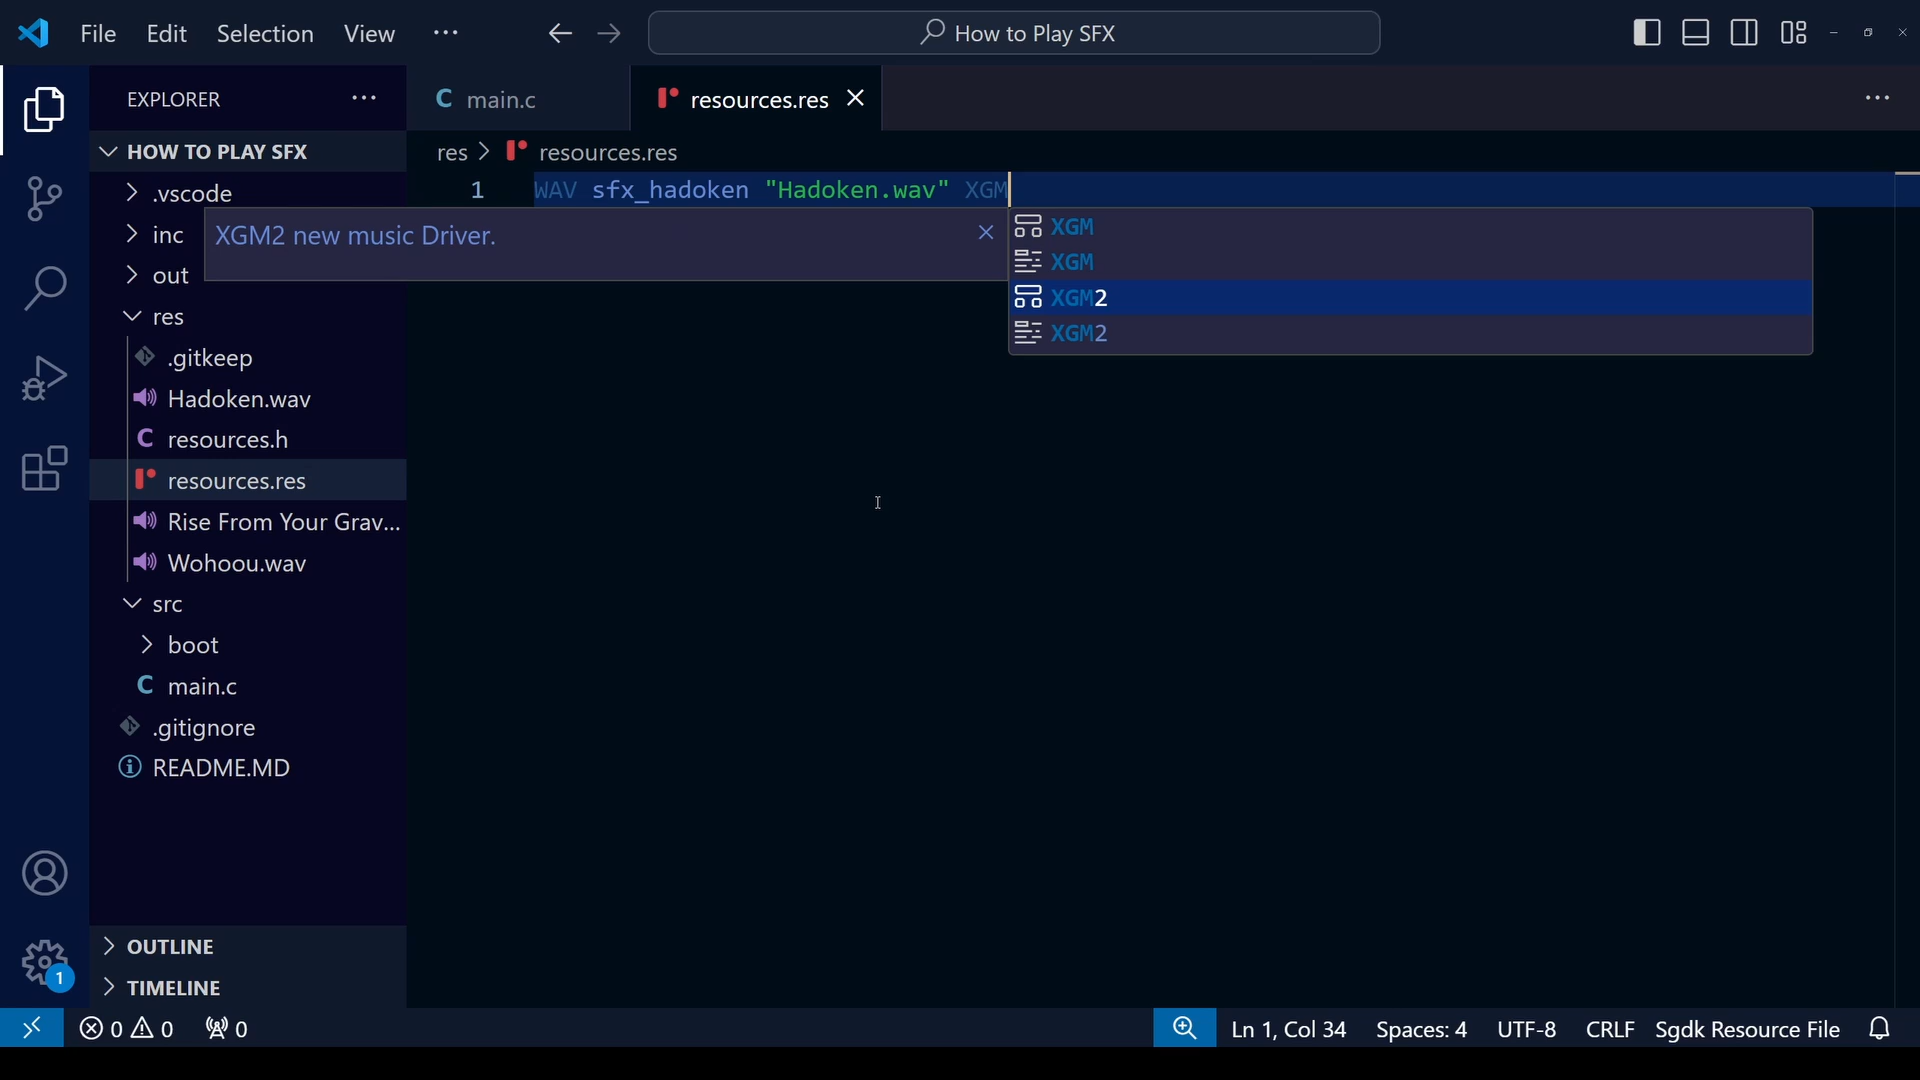 File Edit Selection View ··· How to Play SFX
EXPLORER ···
main.c
resources.res
HOW TO PLAY SFX
res > resources.res
1 WAV sfx_hadoken "Hadoken.wav" XGM
.vscode
XGM2 new music Driver.
XGM
XGM
XGM2
XGM2
inc
out
res
.gitkeep
Hadoken.wav
resources.h
resources.res
Rise From Your Grav...
Wohoou.wav
src
boot
main.c
.gitignore
README.MD
OUTLINE
TIMELINE
1
0 0 0 Ln 1, Col 34 Spaces: 4 UTF-8 CRLF Sgdk Resource File